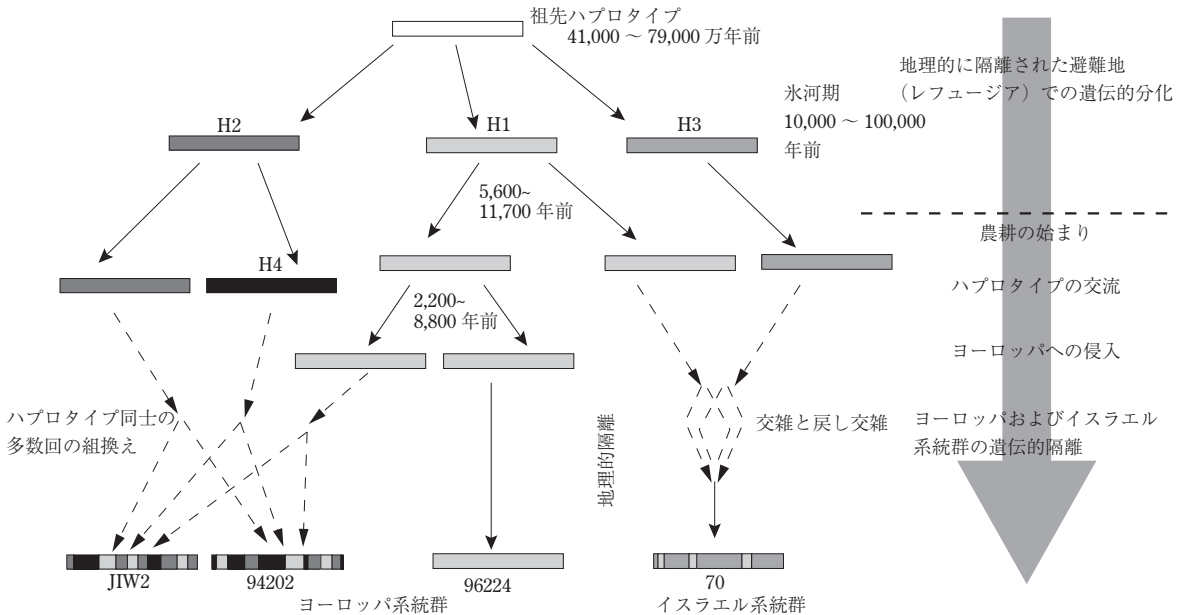 祖先ハプロタイプ
41,000 ～ 79,000 万年前
地理的に隔離された避難地
（レフュージア）での遺伝的分化
氷河期
10,000 ～ 100,000
年前
H2
H1
H3
5,600~
11,700 年前
農耕の始まり
H4
ハプロタイプの交流
2,200~
8,800 年前
ヨーロッパへの侵入
ハプロタイプ同士の
多数回の組換え
地理的隔離
交雑と戻し交雑
ヨーロッパおよびイスラエル
系統群の遺伝的隔離
JIW2
94202
96224
70
ヨーロッパ系統群
イスラエル系統群